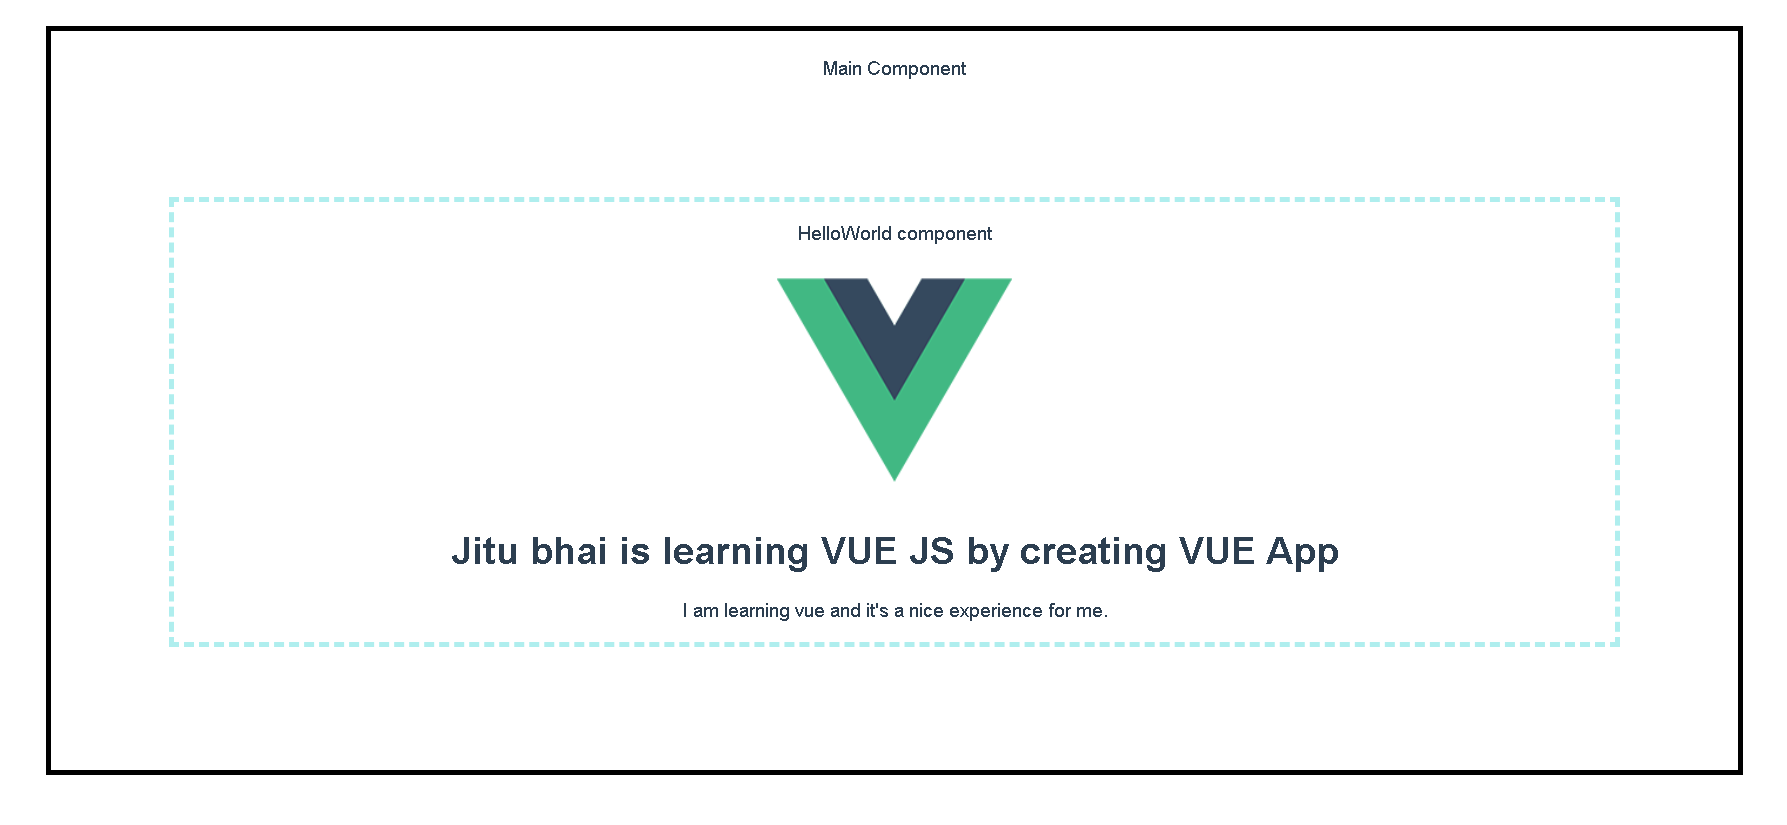 Main Component
HelloWorld component
Jitu bhai is learning VUE JS by creating VUE App
I am learning vue and it's a nice experience for me.